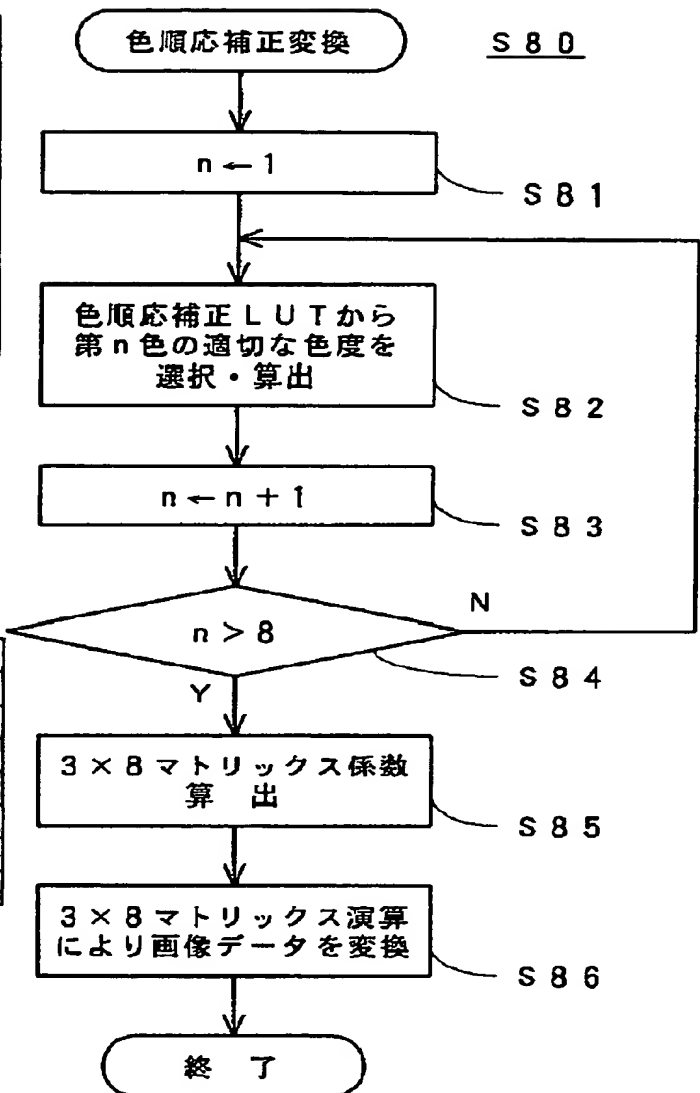 色順応補正変換
S80
n←1
S81
色順応補正LUTから
第n色の適切な色度を
選択・算出
S82
n←n+1
S83
n>8
N
S84
Y
3×8マトリックス係数
算 出
S85
3×8マトリックス演算
により画像データを変換
S86
終 了